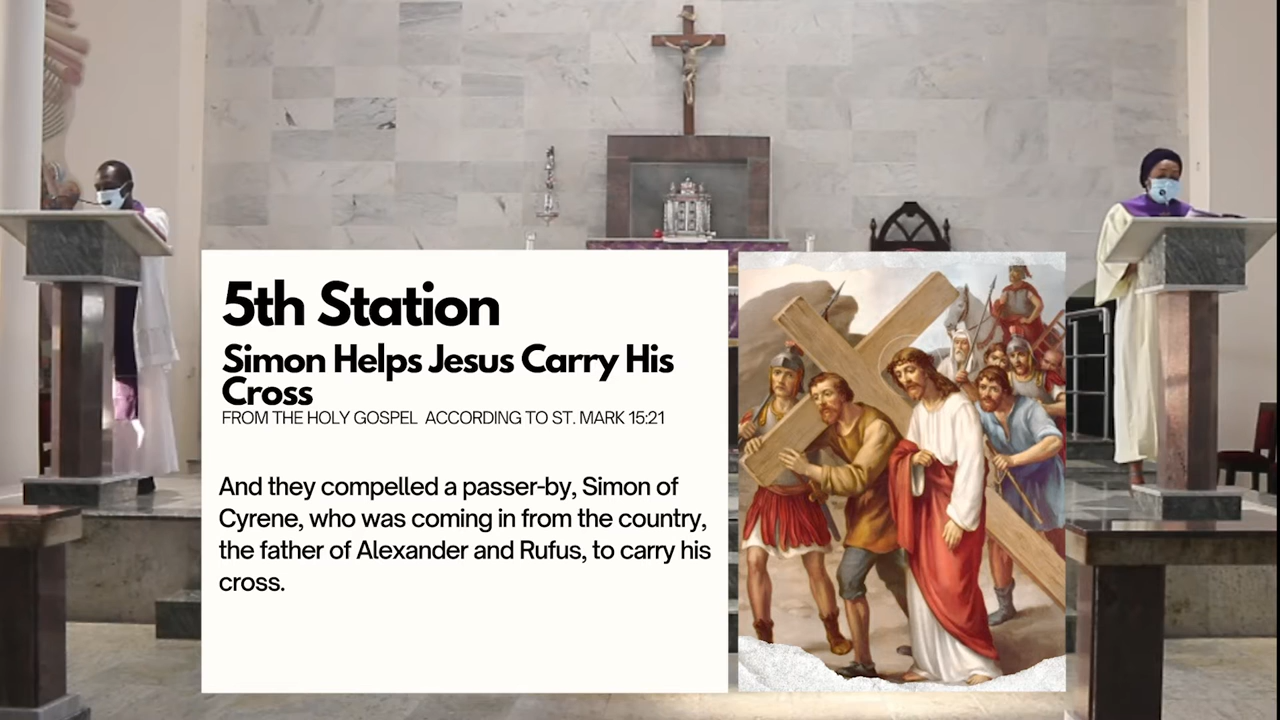 5th Station
Simon Helps Jesus Carry His
Cross
FROM THE HOLY GOSPEL ACCORDING TO ST. MARK 15:21
And they compelled a passer-by, Simon of
Cyrene, who was coming in from the country,
the father of Alexander and Rufus, to carry his
cross.